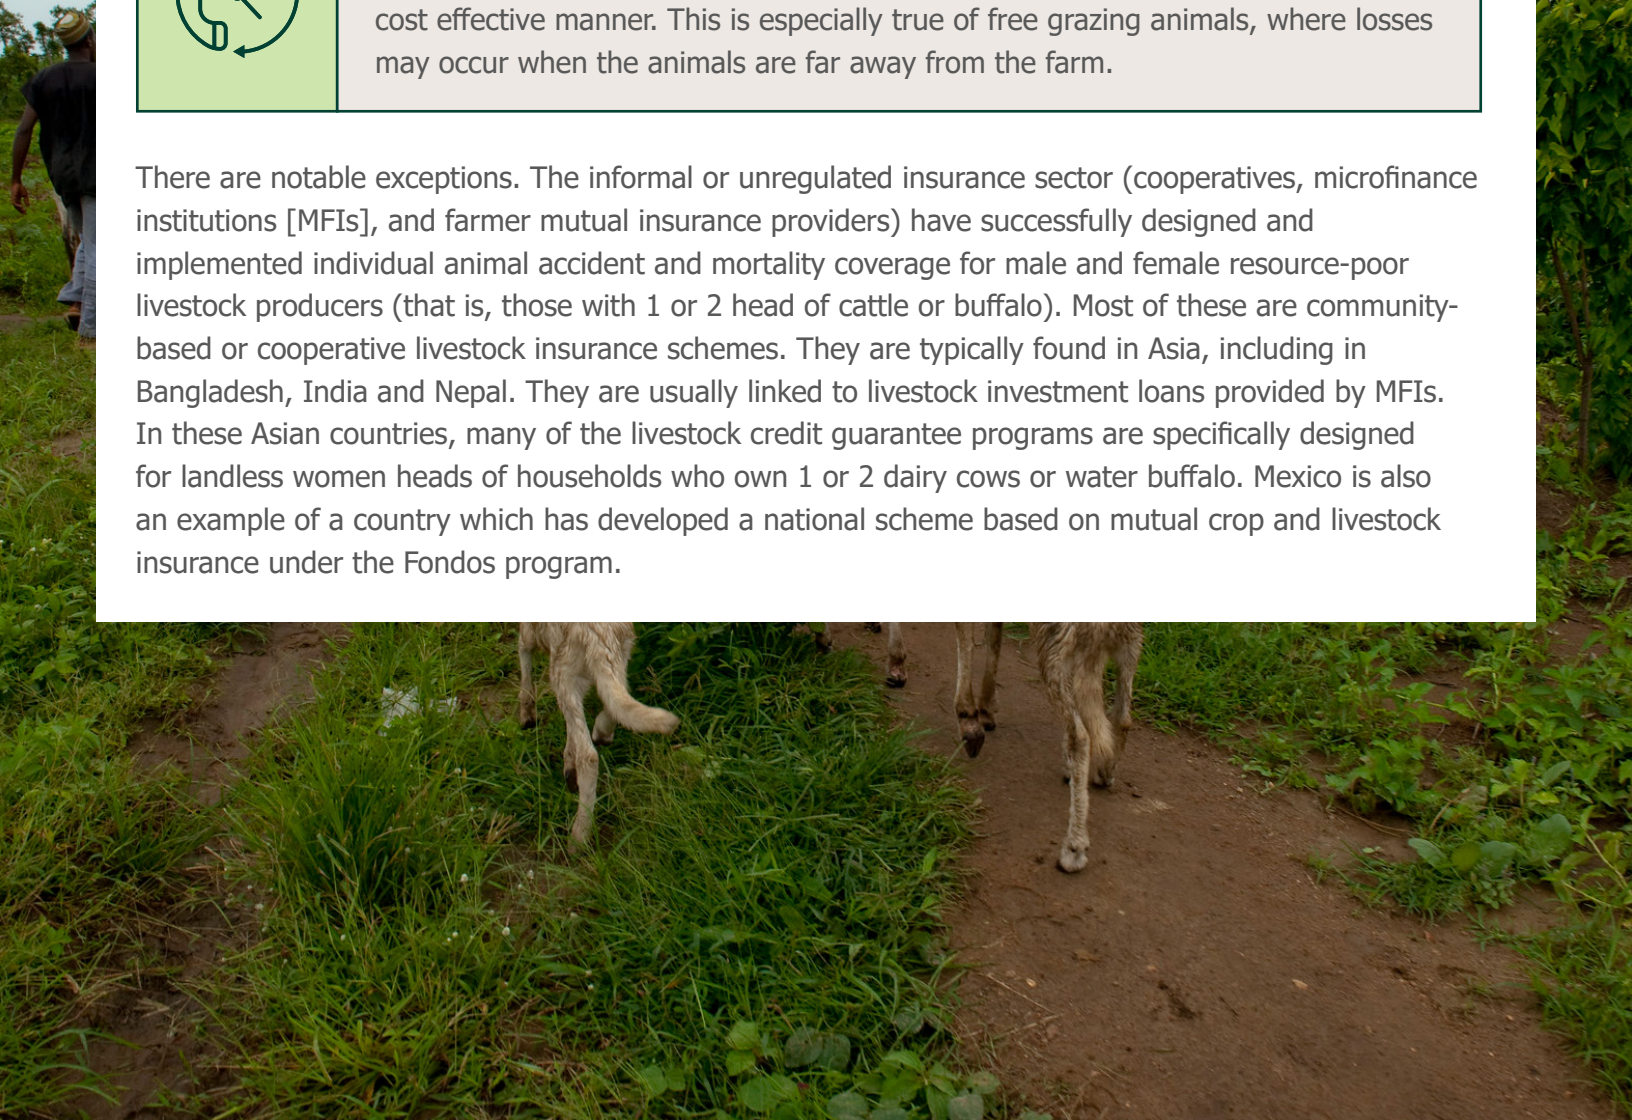 cost effective manner. This is especially true of free grazing animals, where losses
may occur when the animals are far away from the farm.
There are notable exceptions. The informal or unregulated insurance sector (cooperatives, microfinance
institutions [MFIs], and farmer mutual insurance providers) have successfully designed and
implemented individual animal accident and mortality coverage for male and female resource-poor
livestock producers (that is, those with 1 or 2 head of cattle or buffalo). Most of these are community-
based or cooperative livestock insurance schemes. They are typically found in Asia, including in
Bangladesh, India and Nepal. They are usually linked to livestock investment loans provided by MFIs.
In these Asian countries, many of the livestock credit guarantee programs are specifically designed
for landless women heads of households who own 1 or 2 dairy cows or water buffalo. Mexico is also
an example of a country which has developed a national scheme based on mutual crop and livestock
insurance under the Fondos program.